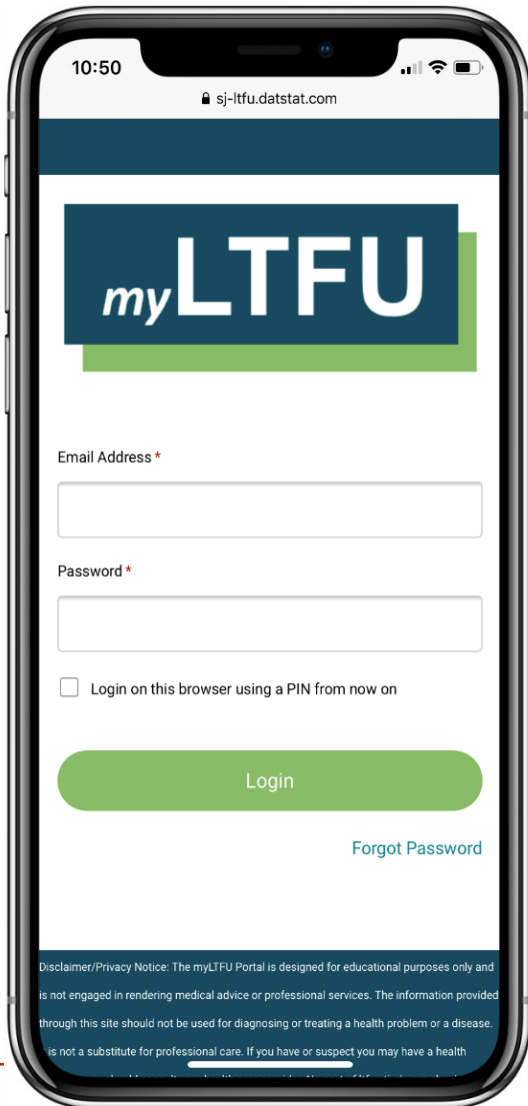 10:50
sj-ltfu.datstat.com
myLTFU
Email Address *
Password *
Login on this browser using a PIN from now on
Login
Forgot Password
Disclaimer/Privacy Notice: The myLTFU Portal is designed for educational purposes only and
is not engaged in rendering medical advice or professional services. The information provided
through this site should not be used for diagnosing or treating a health problem or a disease.
is not a substitute for professional care. If you have or suspect you may have a health